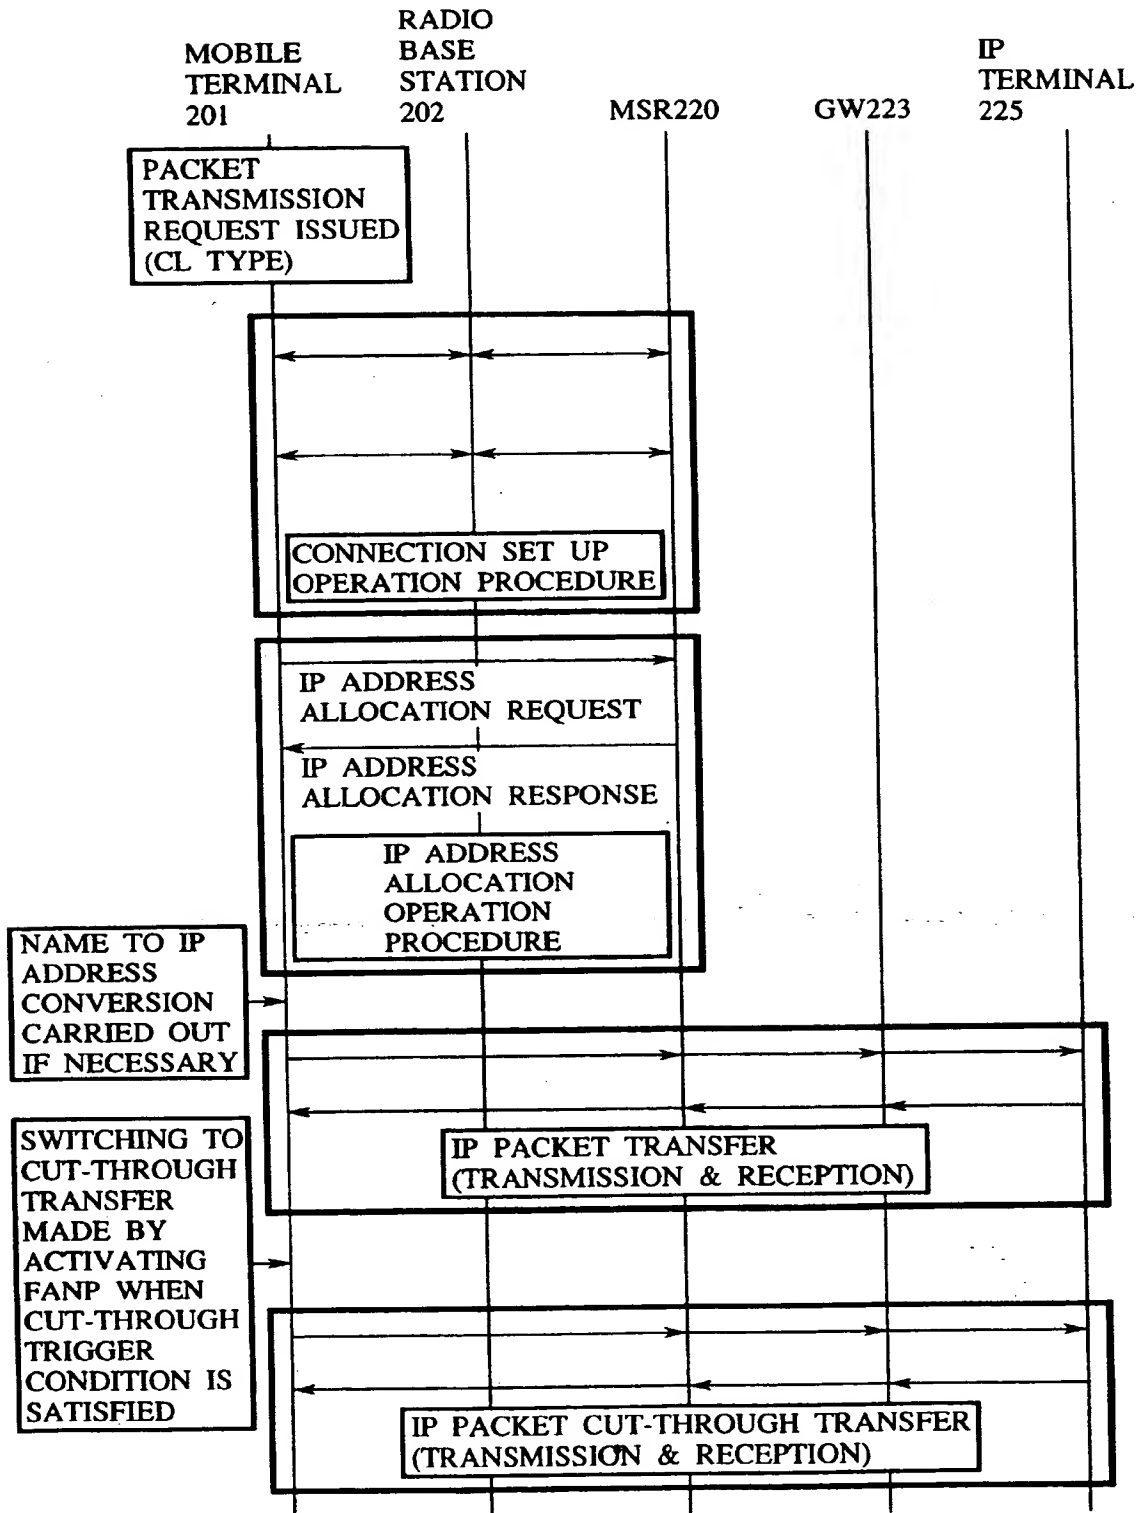 MOBILE
TERMINAL
201
RADIO
BASE
STATION
202
MSR220
GW223
IP
TERMINAL
225
PACKET
TRANSMISSION
REQUEST ISSUED
(CL TYPE)
CONNECTION SET UP
OPERATION PROCEDURE
IP ADDRESS
ALLOCATION REQUEST
IP ADDRESS
ALLOCATION RESPONSE
IP ADDRESS
ALLOCATION
OPERATION
PROCEDURE
NAME TO IP
ADDRESS
CONVERSION
CARRIED OUT
IF NECESSARY
IP PACKET TRANSFER
(TRANSMISSION & RECEPTION)
SWITCHING TO
CUT-THROUGH
TRANSFER
MADE BY
ACTIVATING
FANP WHEN
CUT-THROUGH
TRIGGER
CONDITION IS
SATISFIED
IP PACKET CUT-THROUGH TRANSFER
(TRANSMISSION & RECEPTION)